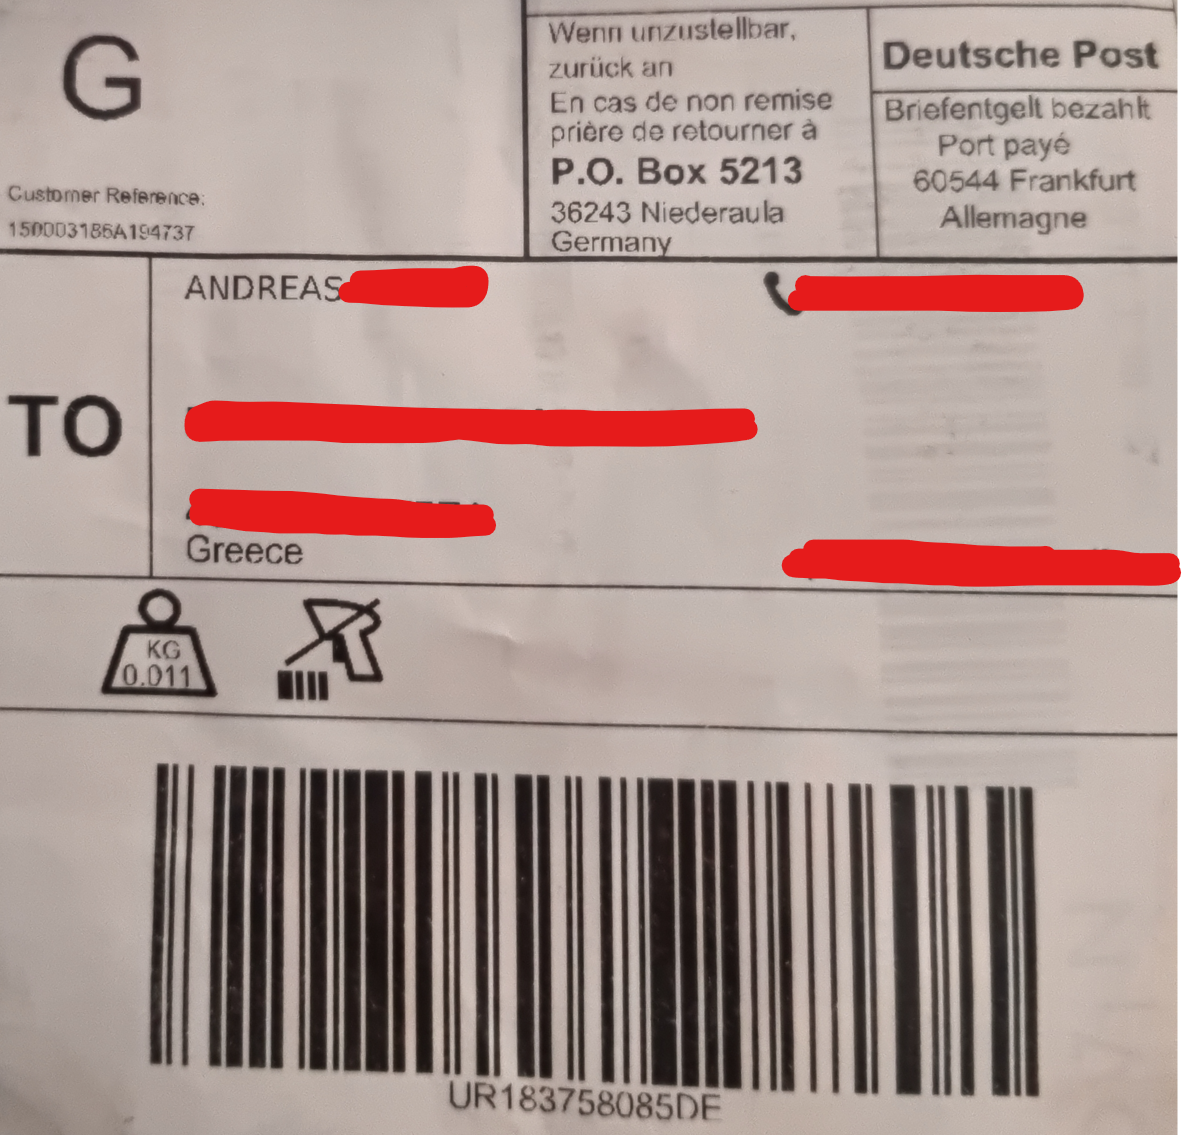 G
Customer Reference:
150003186A194737
Wenn unzustellbar,
zurück an
En cas de non remise
prière de retourner à
P.O. Box 5213
36243 Niederaula
Germany
Deutsche Post
Briefentgelt bezahlt
Port payé
60544 Frankfurt
Allemagne
TO
ANDREAS
Greece
KG
0.011
UR183758085DE